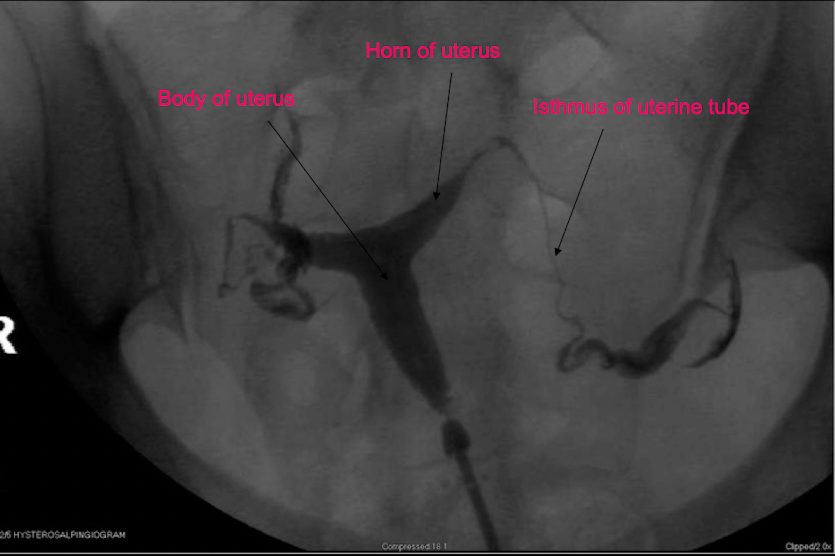 Horn of uterus
Body of uterus
Isthmus of uterine tube
R
2/6 HYSTEROSALPINGIOGRAM
Compressed 18:1
Clipped/2.0x